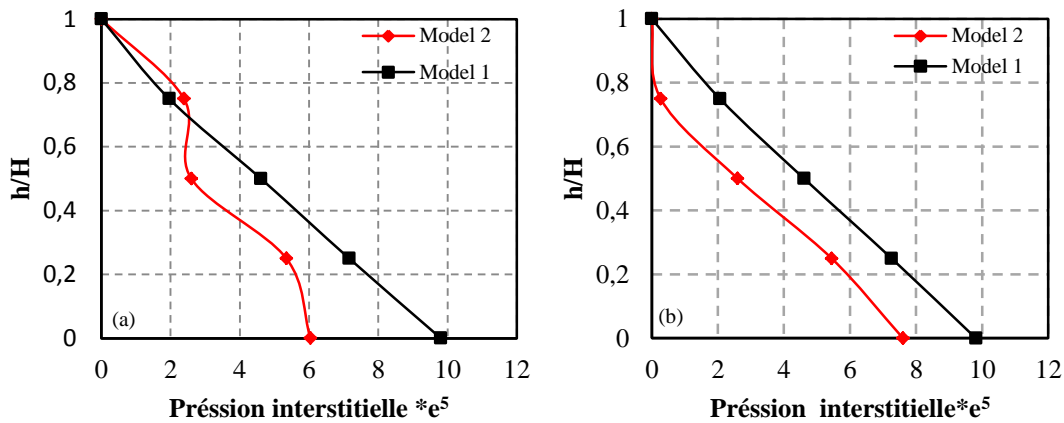 1
0,8
0,6
0,4
0,2
0
h/H
Model 2
Model 1
(a)
0 2 4 6 8 10 12
Préssion interstitielle *e⁵
1
0,8
0,6
0,4
0,2
0
h/H
Model 2
Model 1
(b)
0 2 4 6 8 10 12
Préssion interstitielle*e⁵